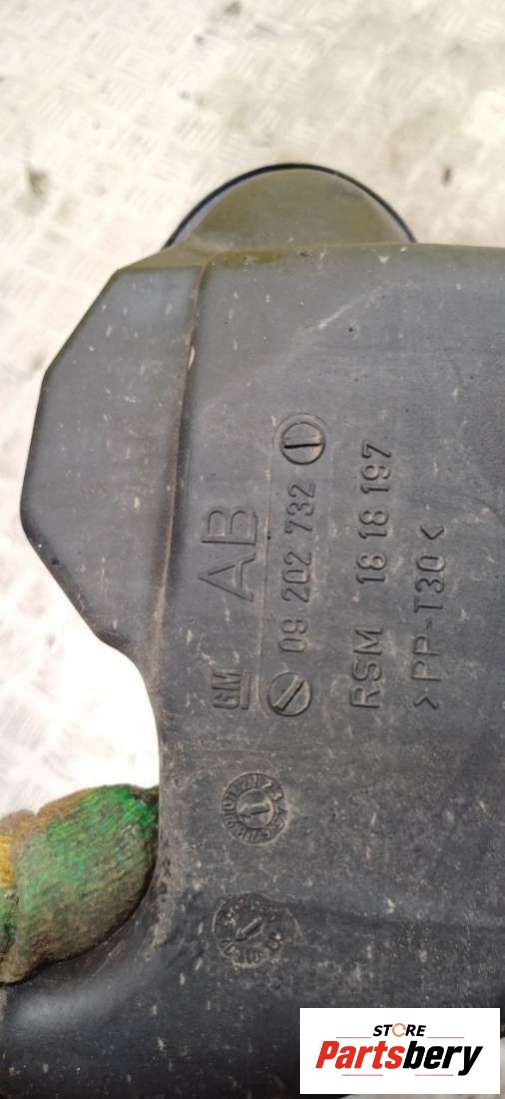 GM AB
09 202 732
RSM 18 18 197
>PP-T30<
STORE
Partsbery